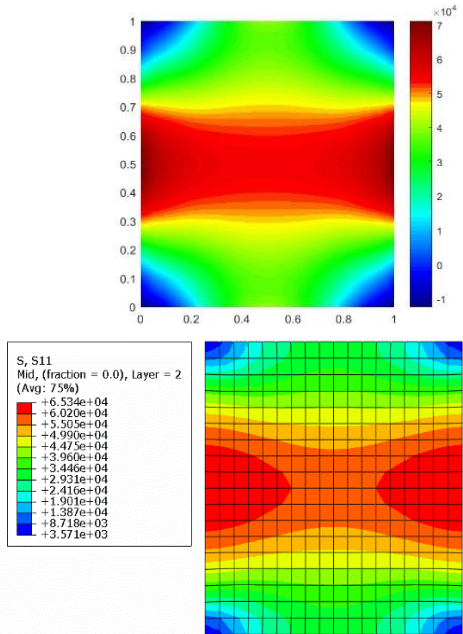 ×10⁴
1
0.9
0.8
0.7
0.6
0.5
0.4
0.3
0.2
0.1
0
0 0.2 0.4 0.6 0.8 1
7
6
5
4
3
2
1
0
-1
S, S11
Mid, (fraction = 0.0), Layer = 2
(Avg: 75%)
+6.534e+04
+6.020e+04
+5.505e+04
+4.990e+04
+4.475e+04
+3.960e+04
+3.446e+04
+2.931e+04
+2.416e+04
+1.901e+04
+1.387e+04
+8.718e+03
+3.571e+03